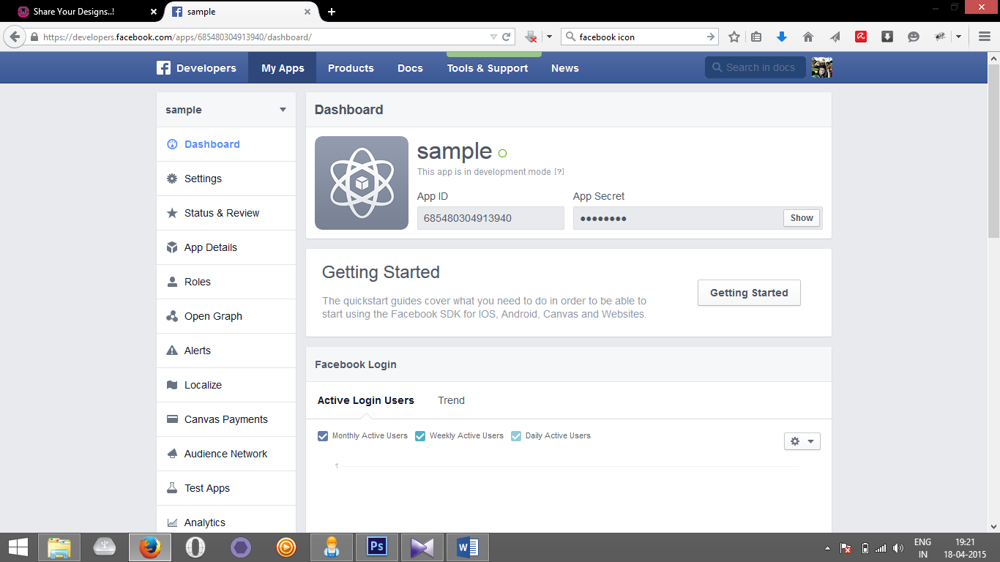 Share Your Designs..!
sample
https://developers.facebook.com/apps/685480304913940/dashboard/
facebook icon
Developers
My Apps
Products
Docs
Tools & Support
News
Search in docs
sample
Dashboard
Settings
Status & Review
App Details
Roles
Open Graph
Alerts
Localize
Canvas Payments
Audience Network
Test Apps
Analytics
Dashboard
sample
This app is in development mode [?]
App ID
App Secret
685480304913940
●●●●●●●●
Show
Getting Started
The quickstart guides cover what you need to do in order to be able to
start using the Facebook SDK for IOS, Android, Canvas and Websites.
Getting Started
Facebook Login
Active Login Users
Trend
Monthly Active Users
Weekly Active Users
Daily Active Users
1
Ps
W
ENG
IN
19:21
18-04-2015